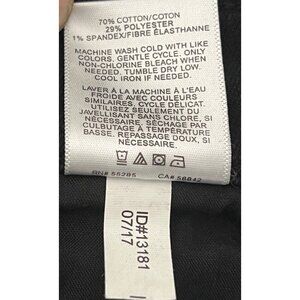 70% COTTON/COTON
29% POLYESTER
1% SPANDEX/FIBRE ÉLASTHANNE
MACHINE WASH COLD WITH LIKE
COLORS. GENTLE CYCLE. ONLY
NON-CHLORINE BLEACH WHEN
NEEDED. TUMBLE DRY LOW.
COOL IRON IF NECESSARY.
LAVER À LA MACHINE À L'EAU
FROIDE AVEC COULEURS
SIMILAIRES, CYCLE DÉLICAT.
UTILISEZ SEULEMENT DU
JAVELLISANT SANS CHLORE, SI
NÉCESSAIRE. SÉCHAGE PAR
CULBUTAGE À TEMPÉRATURE
BASSE. REPASSAGE DOUX, SI
NÉCESSAIRE.
RN# 55285 CA# 56842
ID#13181
07/17